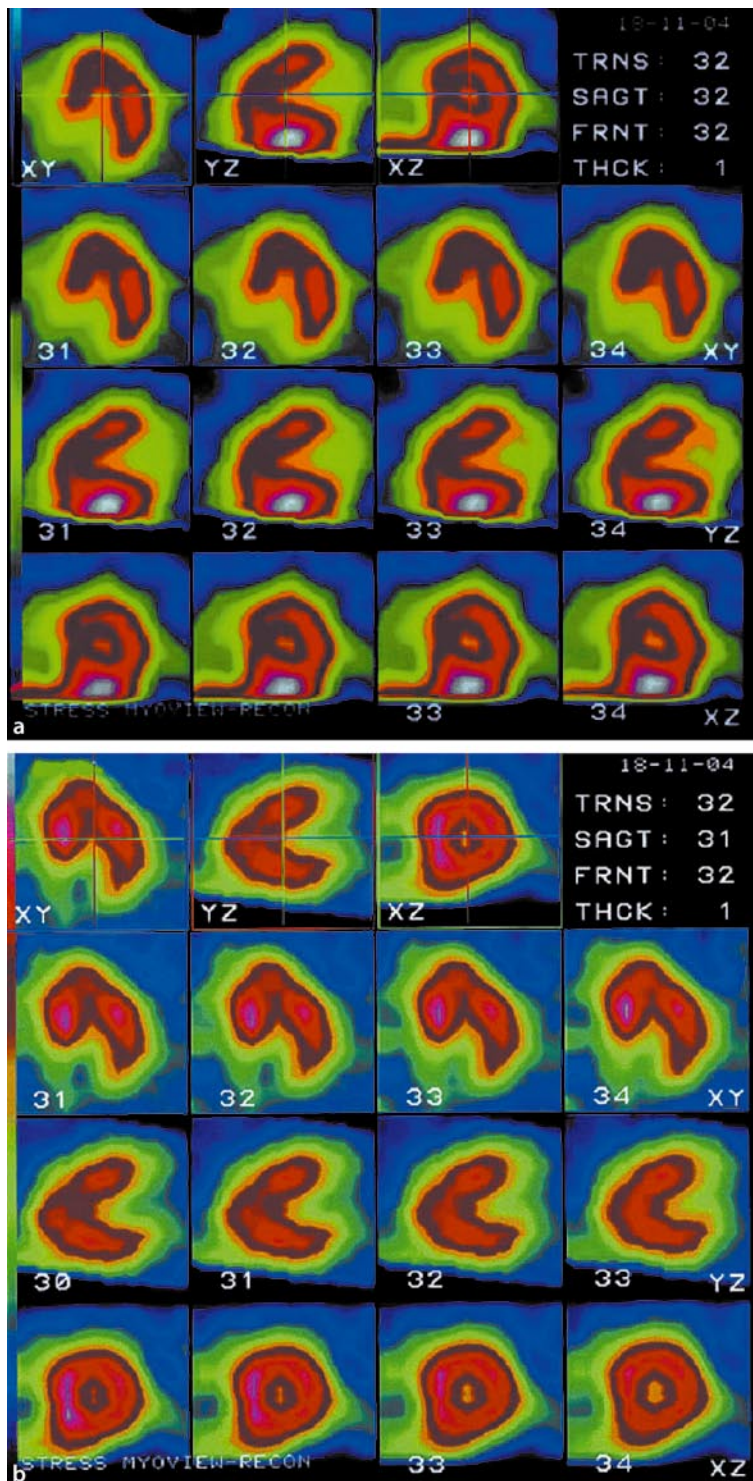 18-11-04
TRNS: 32
SAGT: 32
FRNT: 32
THCK: 1
XY YZ XZ
31 32 33 34 XY
31 32 33 34 YZ
33 34 XZ
STRESS MYOVIEW-RECON
a
18-11-04
TRNS: 32
SAGT: 31
FRNT: 32
THCK: 1
XY YZ XZ
31 32 33 34 XY
30 31 32 33 YZ
33 34 XZ
STRESS MYOVIEW-RECON
b